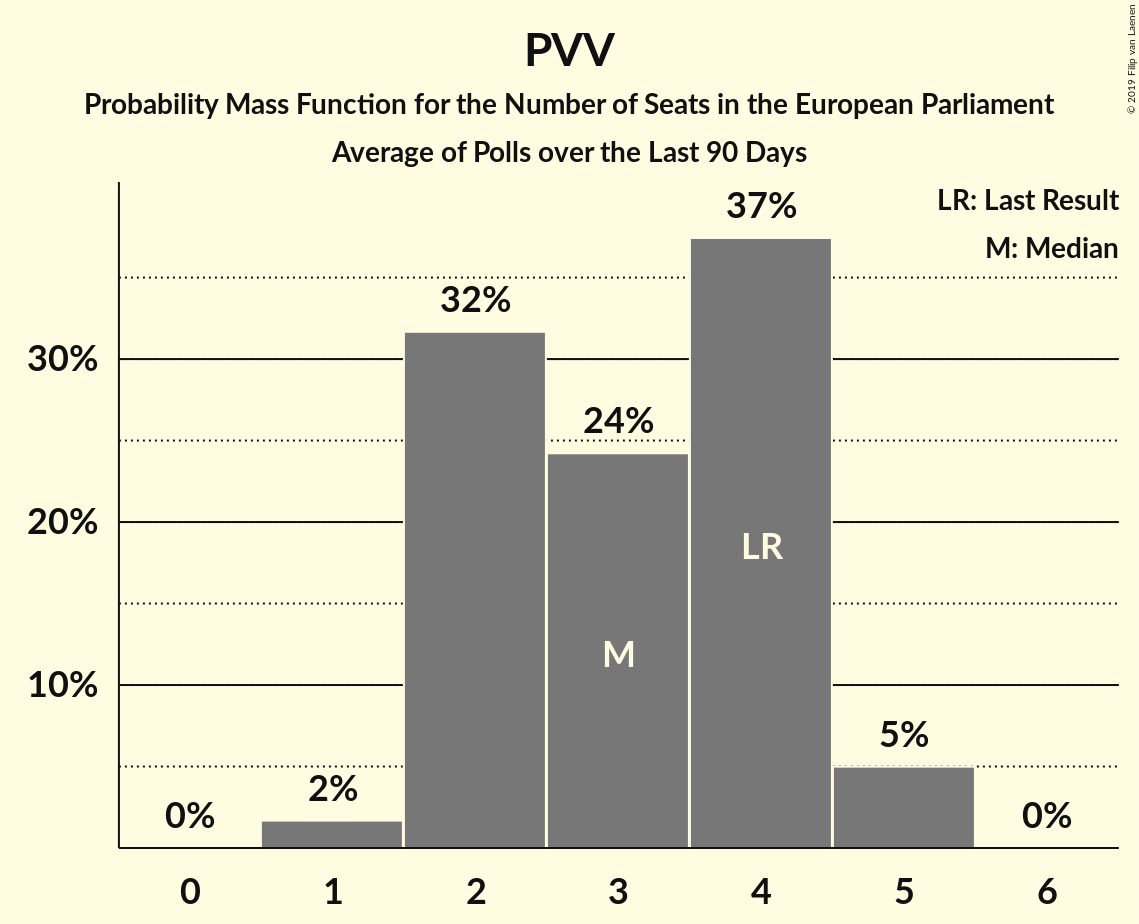 PVV
Probability Mass Function for the Number of Seats in the European Parliament
Average of Polls over the Last 90 Days
© 2019 Filip van Laenen
LR: Last Result
M: Median
37%
32%
30%
24%
20%
LR
M
10%
5%
2%
0%
0%
0 1 2 3 4 5 6